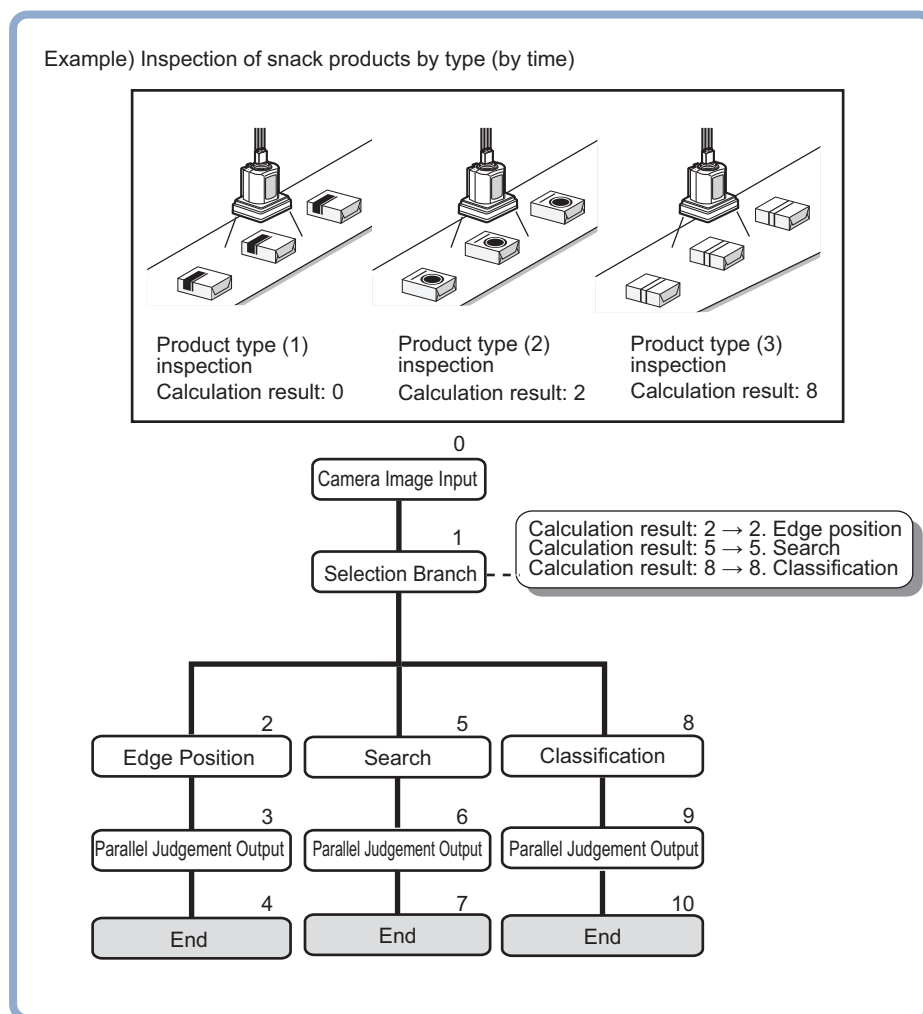 Example) Inspection of snack products by type (by time)
Product type (1)
inspection
Calculation result: 0
Product type (2)
inspection
Calculation result: 2
Product type (3)
inspection
Calculation result: 8
0
Camera Image Input
1
Selection Branch
Calculation result: 2 → 2. Edge position
Calculation result: 5 → 5. Search
Calculation result: 8 → 8. Classification
2
Edge Position
5
Search
8
Classification
3
Parallel Judgement Output
6
Parallel Judgement Output
9
Parallel Judgement Output
4
End
7
End
10
End